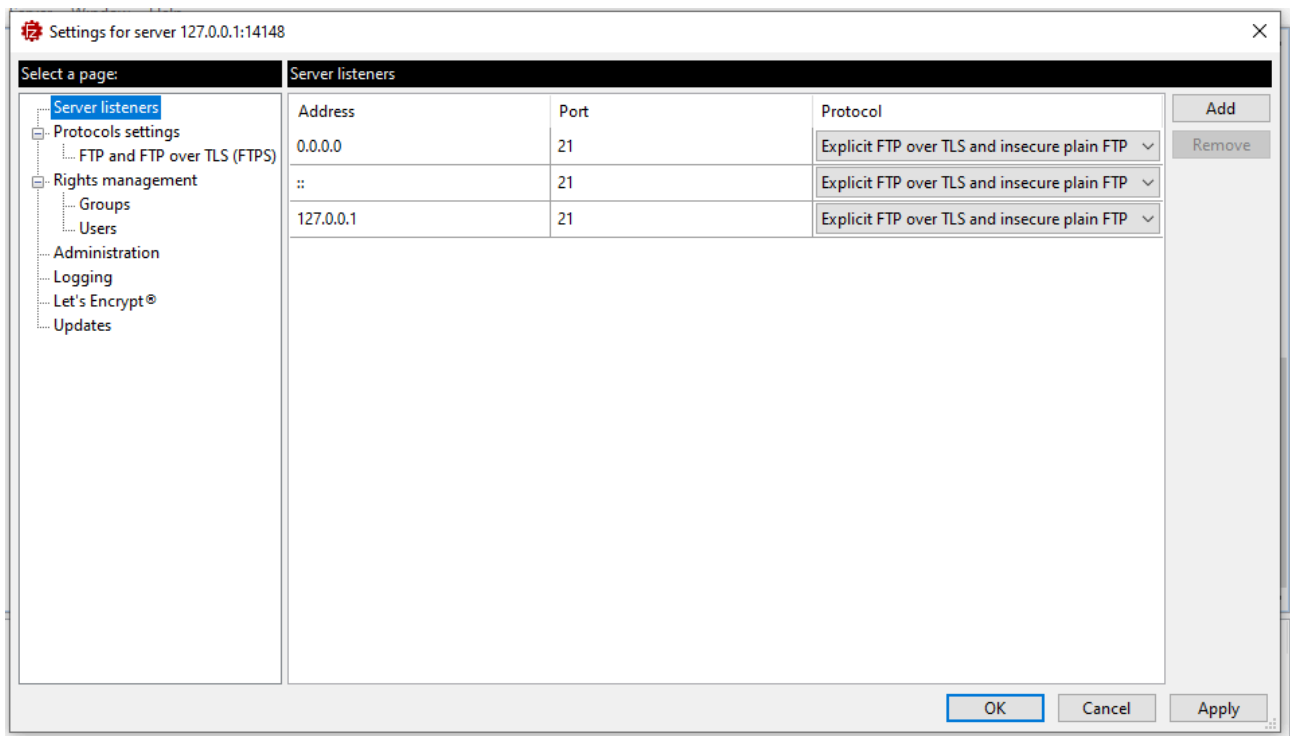 Settings for server 127.0.0.1:14148
Select a page:
Server listeners
Protocols settings
FTP and FTP over TLS (FTPS)
Rights management
Groups
Users
Administration
Logging
Let's Encrypt®
Updates
Server listeners
Address Port Protocol
0.0.0.0 21 Explicit FTP over TLS and insecure plain FTP
:: 21 Explicit FTP over TLS and insecure plain FTP
127.0.0.1 21 Explicit FTP over TLS and insecure plain FTP
Add
Remove
OK Cancel Apply